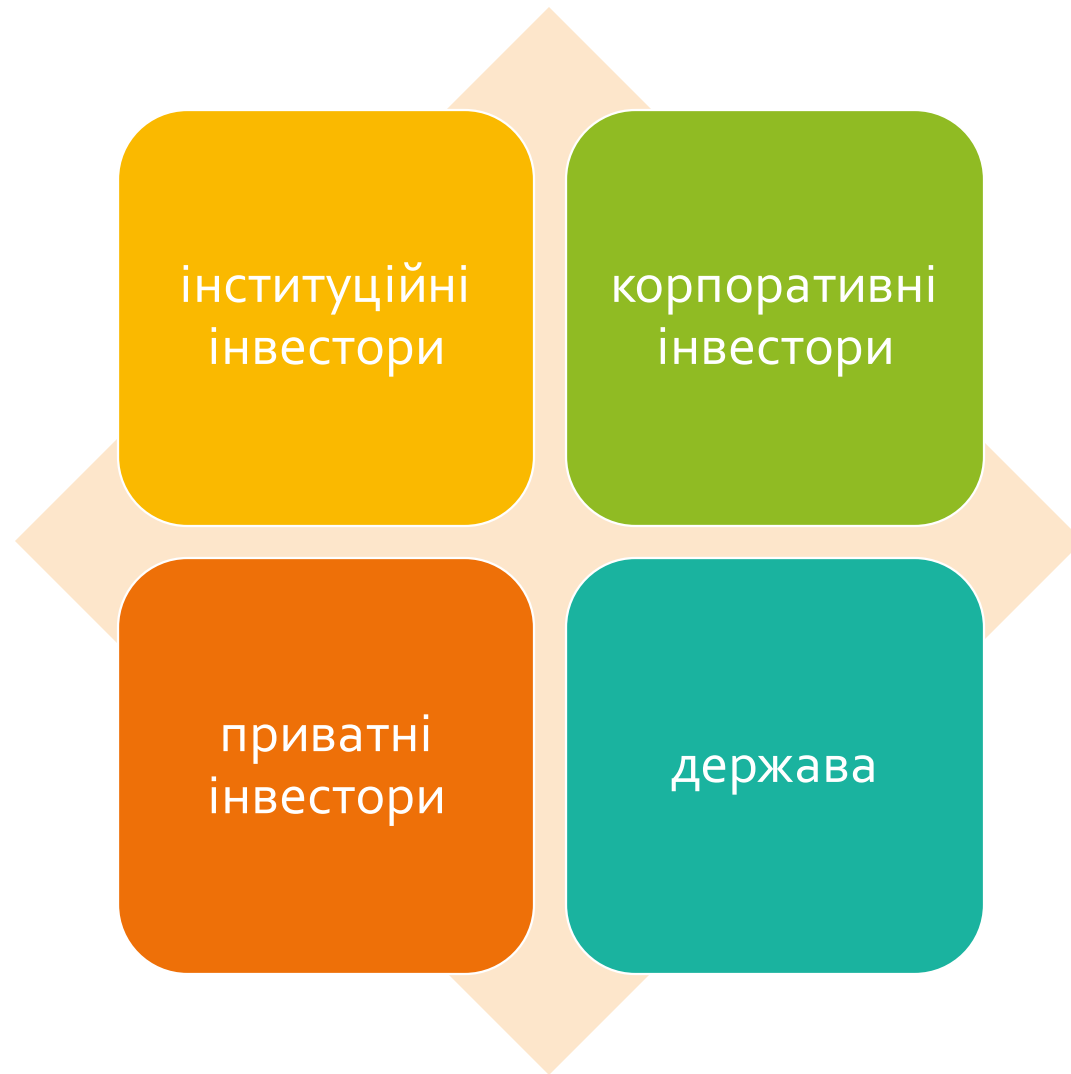 інституційні
інвестори
корпоративні
інвестори
приватні
інвестори
держава